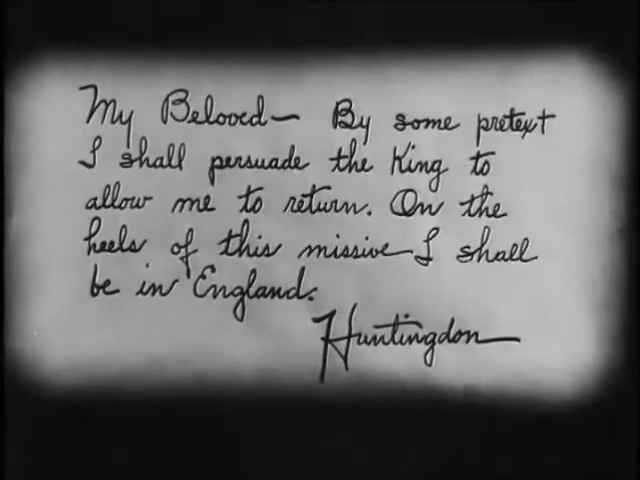 My Beloved— By some pretext
I shall persuade the King to
allow me to return. On the
heels of this missive I shall
be in England.
Huntingdon